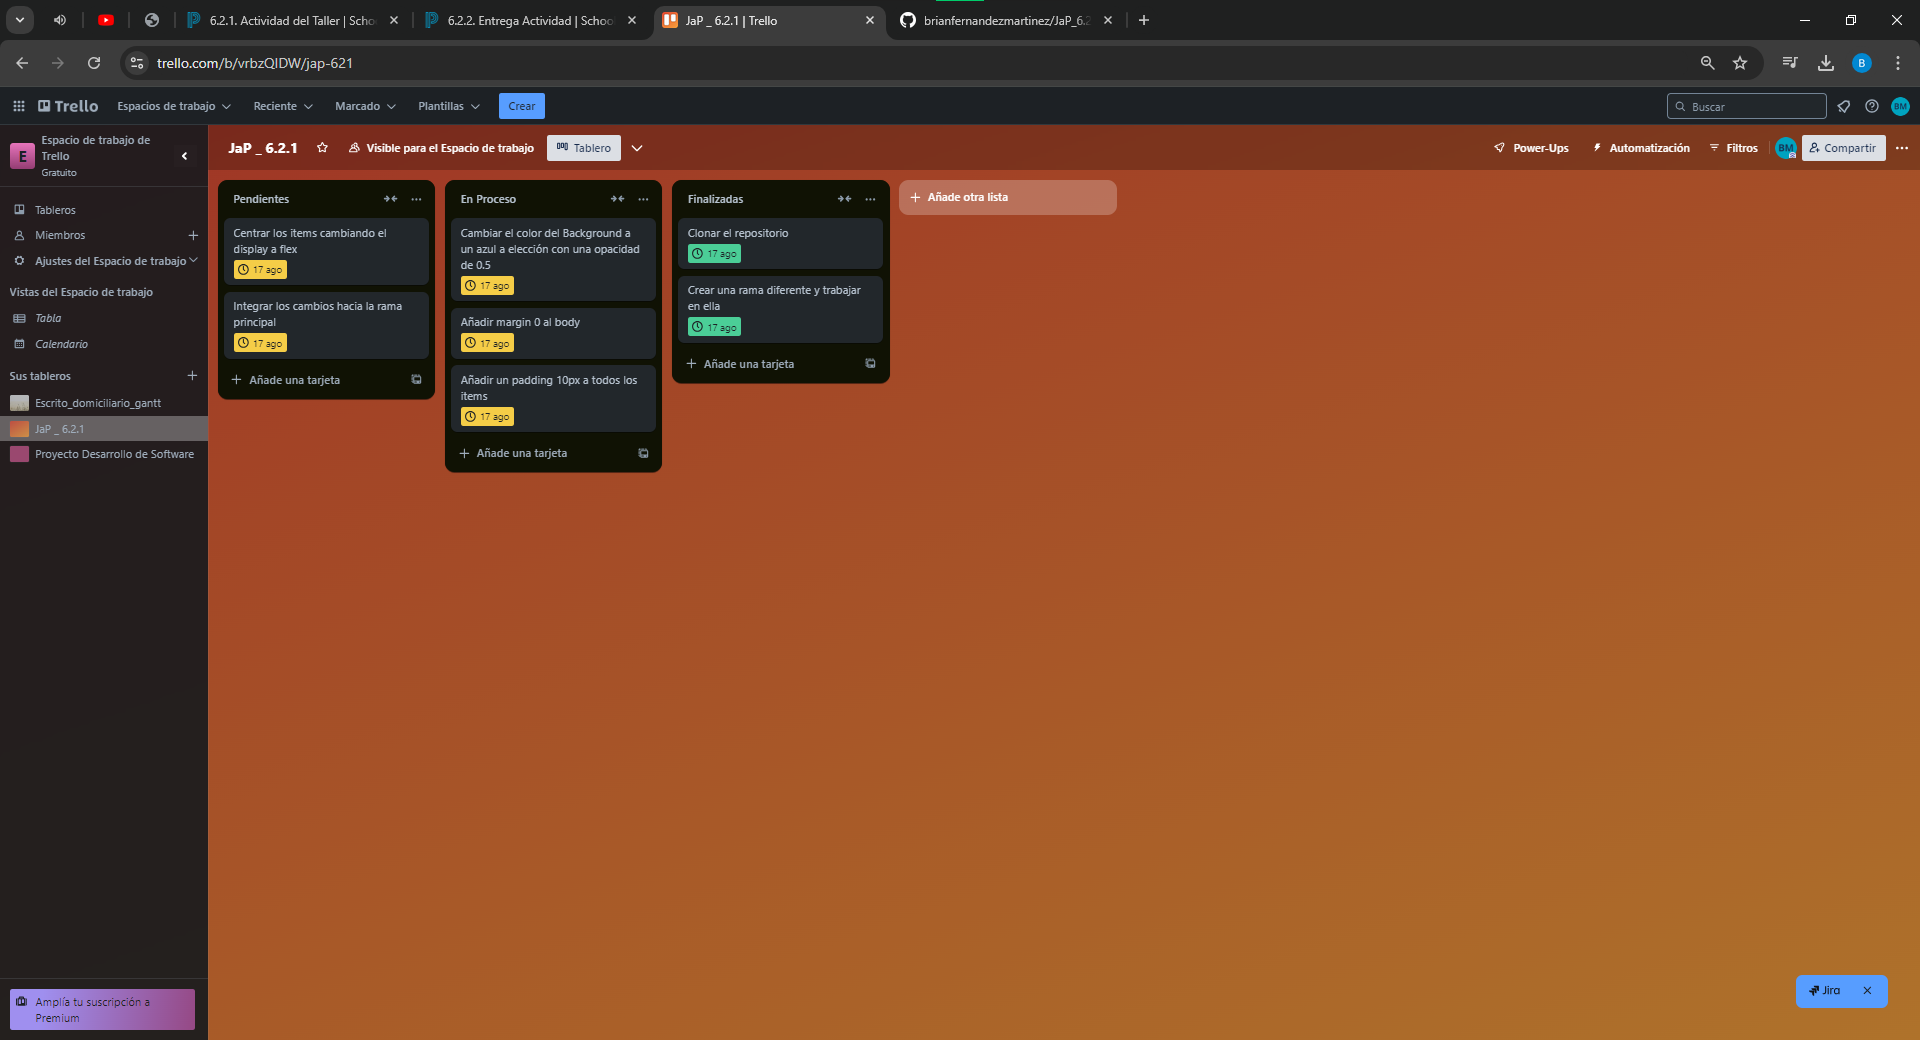 6.2.1. Actividad del Taller | Schoo
6.2.2. Entrega Actividad | Schoo
JaP _ 6.2.1 | Trello
brianfernandezmartinez/JaP_6.2
trello.com/b/vrbzQIDW/jap-621
B
Trello
Espacios de trabajo
Reciente
Marcado
Plantillas
Crear
Buscar
BM
E
Espacio de trabajo de
Trello
Gratuito
JaP _ 6.2.1
Visible para el Espacio de trabajo
Tablero
Power-Ups
Automatización
Filtros
BM
Compartir
Tableros
Miembros
Ajustes del Espacio de trabajo
Vistas del Espacio de trabajo
Tabla
Calendario
Sus tableros
Escrito_domiciliario_gantt
JaP _ 6.2.1
Proyecto Desarrollo de Software
Amplía tu suscripción a
Premium
Pendientes
Centrar los items cambiando el
display a flex
17 ago
Integrar los cambios hacia la rama
principal
17 ago
Añade una tarjeta
En Proceso
Cambiar el color del Background a
un azul a elección con una opacidad
de 0.5
17 ago
Añadir margin 0 al body
17 ago
Añadir un padding 10px a todos los
items
17 ago
Añade una tarjeta
Finalizadas
Clonar el repositorio
17 ago
Crear una rama diferente y trabajar
en ella
17 ago
Añade una tarjeta
Añade otra lista
Jira